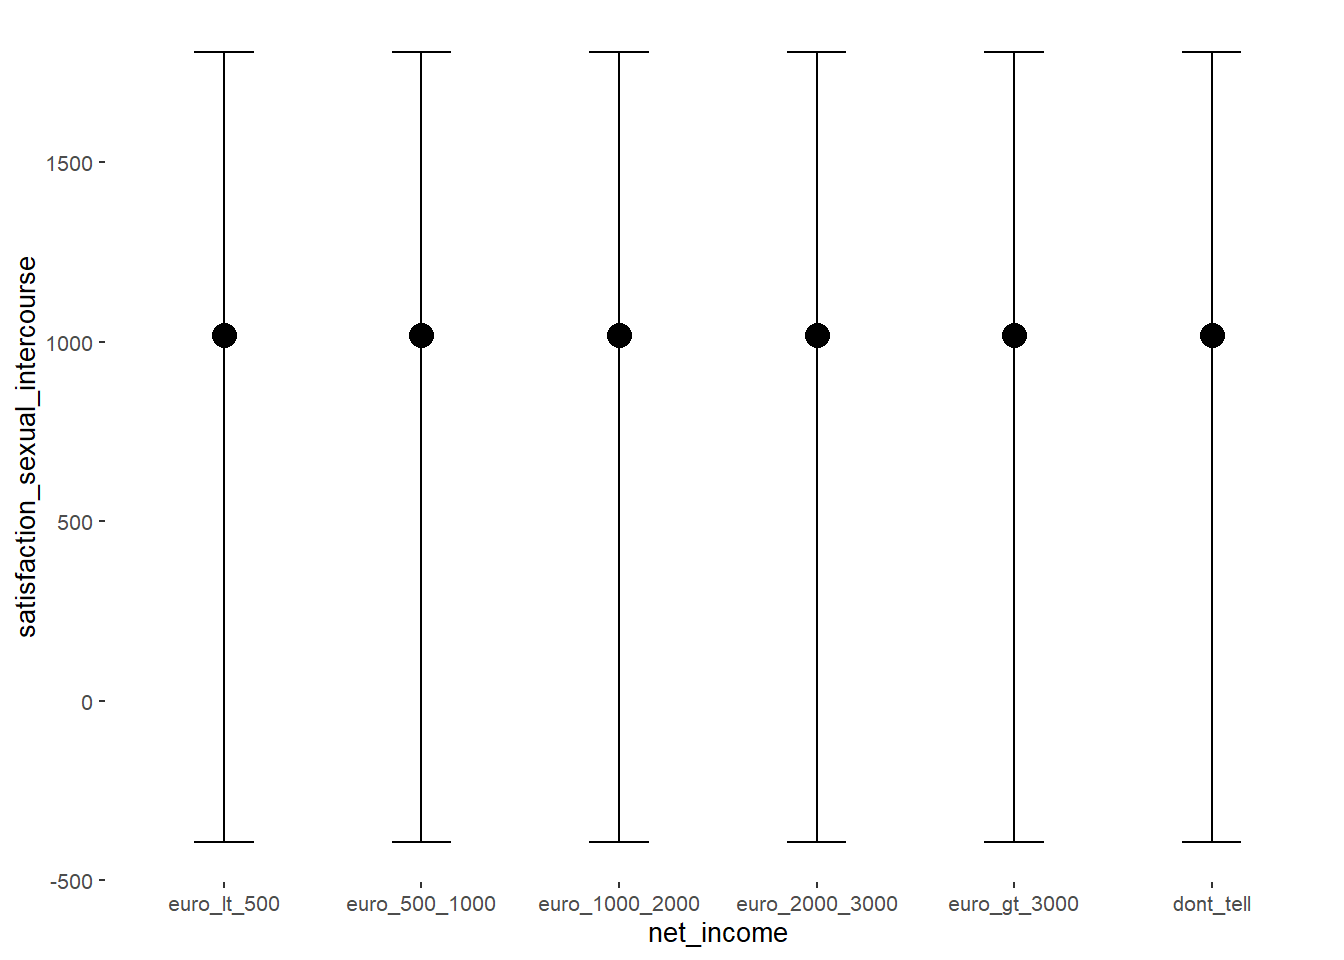 satisfaction_sexual_intercourse
1500
1000
500
0
-500
euro_lt_500 euro_500_1000 euro_1000_2000 euro_2000_3000 euro_gt_3000 dont_tell
net_income